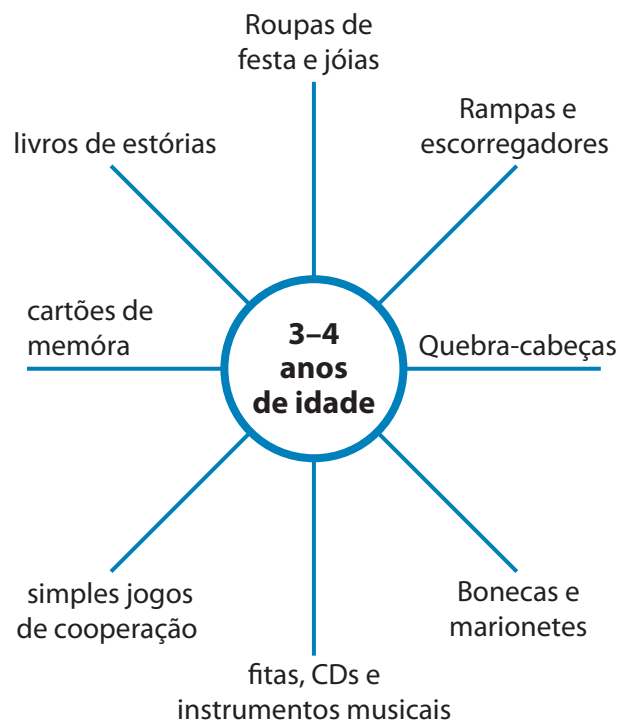 Roupas de
festa e jóias
Rampas e
escorregadores
livros de estórias
cartões de
memóra
3–4
anos
de idade
Quebra-cabeças
simples jogos
de cooperação
Bonecas e
marionetes
fitas, CDs e
instrumentos musicais